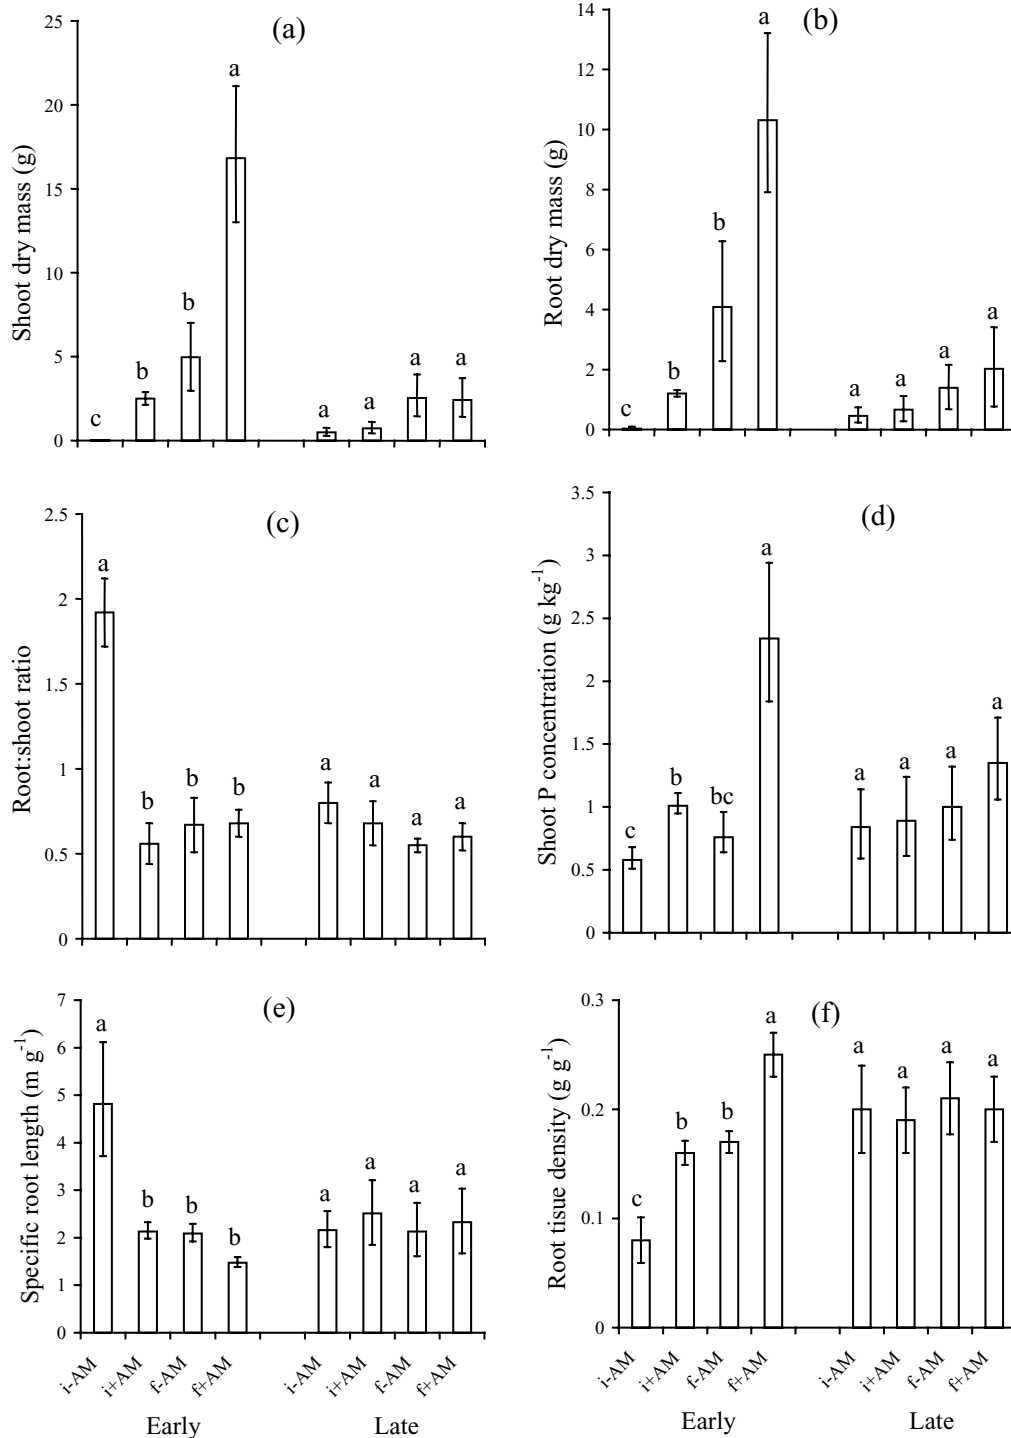 (a)
Shoot dry mass (g)
25
20
15
10
5
0
c
b
b
a
a
a
a
a
(b)
Root dry mass (g)
14
12
10
8
6
4
2
0
c
b
b
a
a
a
a
a
(c)
Root:shoot ratio
2.5
2
1.5
1
0.5
0
a
b
b
b
a
a
a
a
(d)
Shoot P concentration (g kg⁻¹)
3.5
3
2.5
2
1.5
1
0.5
0
c
b
bc
a
a
a
a
a
(e)
Specific root length (m g⁻¹)
7
6
5
4
3
2
1
0
a
b
b
b
a
a
a
a
i-AM
i+AM
f-AM
f+AM
i-AM
i+AM
f-AM
f+AM
Early
Late
(f)
Root tisue density (g g⁻¹)
0.3
0.2
0.1
0
c
b
b
a
a
a
a
a
i-AM
i+AM
f-AM
f+AM
i-AM
i+AM
f-AM
f+AM
Early
Late